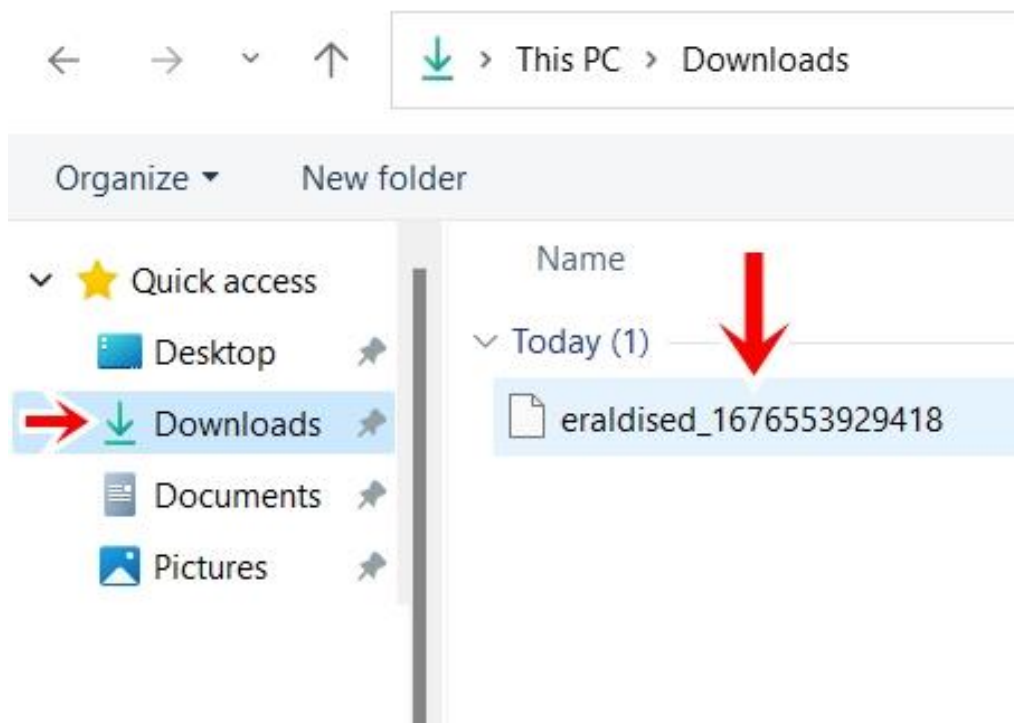 This PC > Downloads
Organize
New folder
Quick access
Desktop
Downloads
Documents
Pictures
Name
Today (1)
eraldised_1676553929418